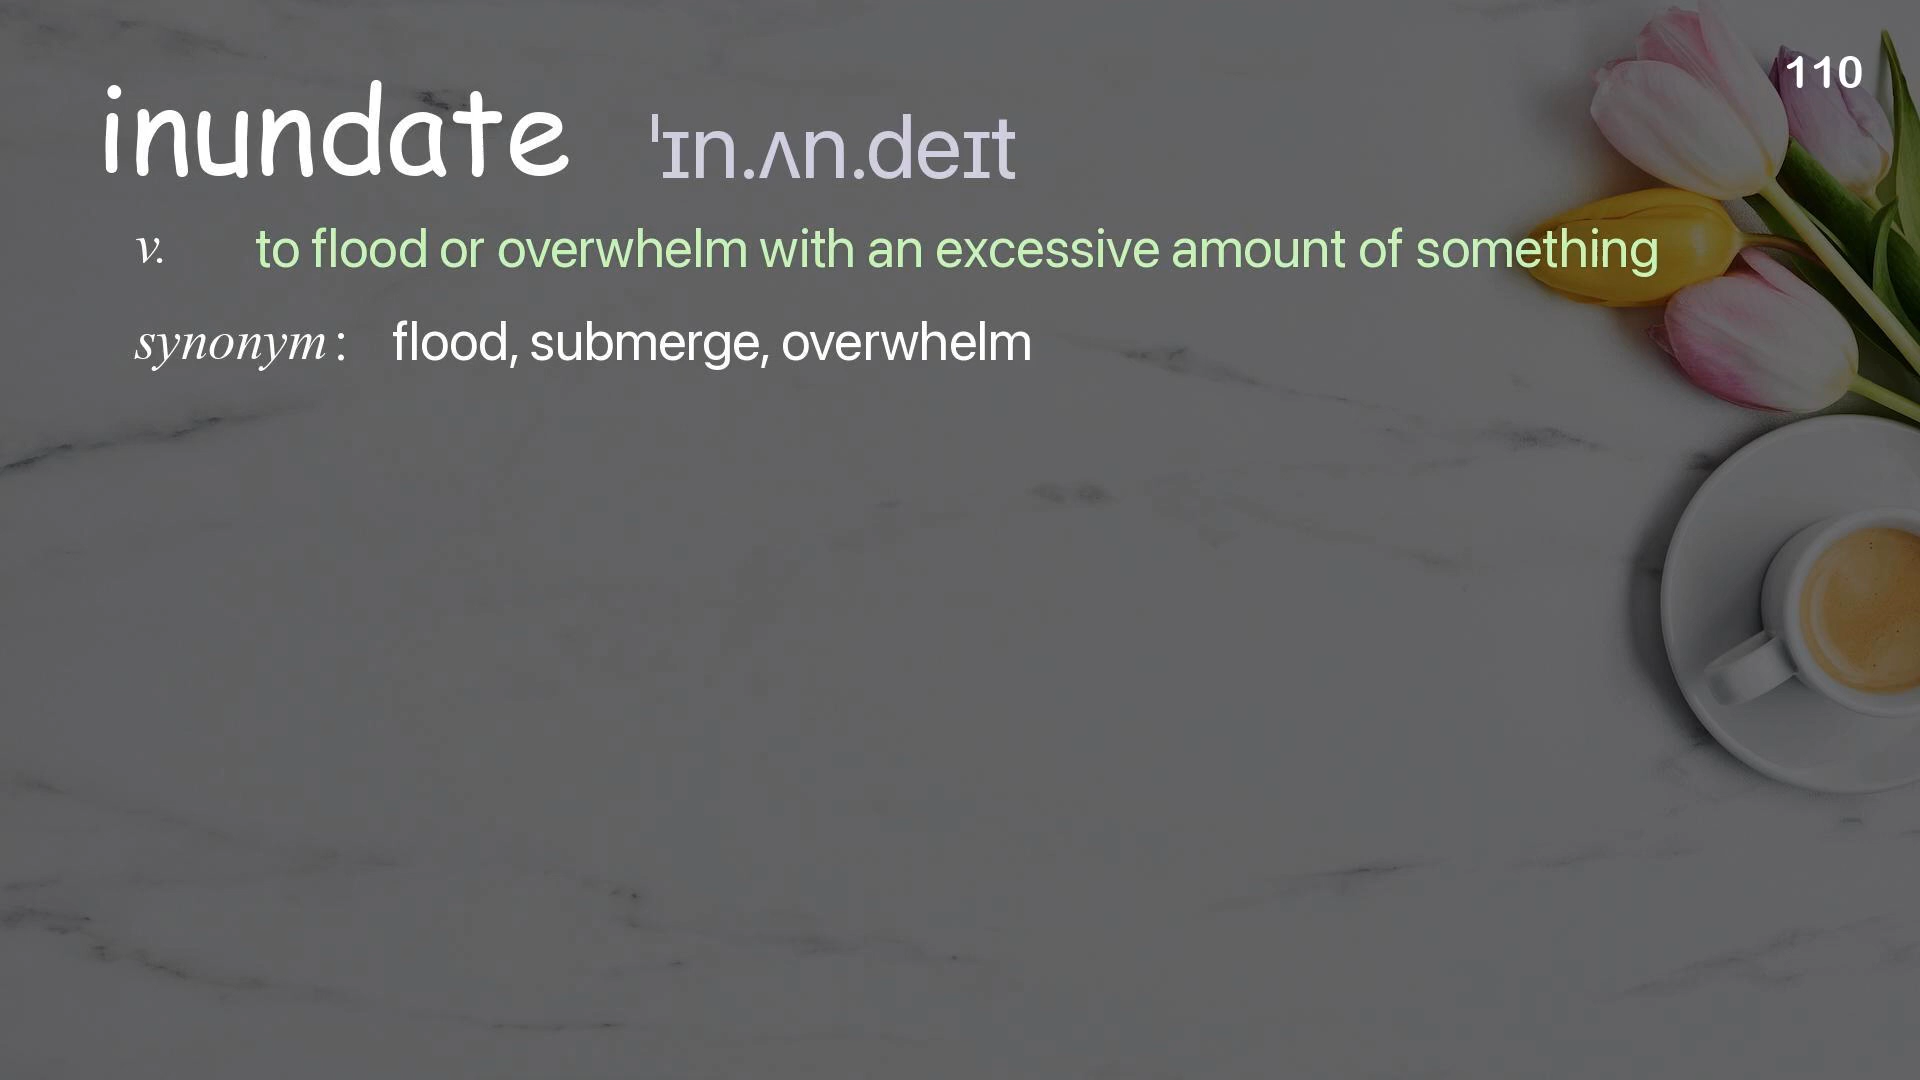 110
inundate ˈɪn.ʌn.deɪt
v. to flood or overwhelm with an excessive amount of something
synonym: flood, submerge, overwhelm